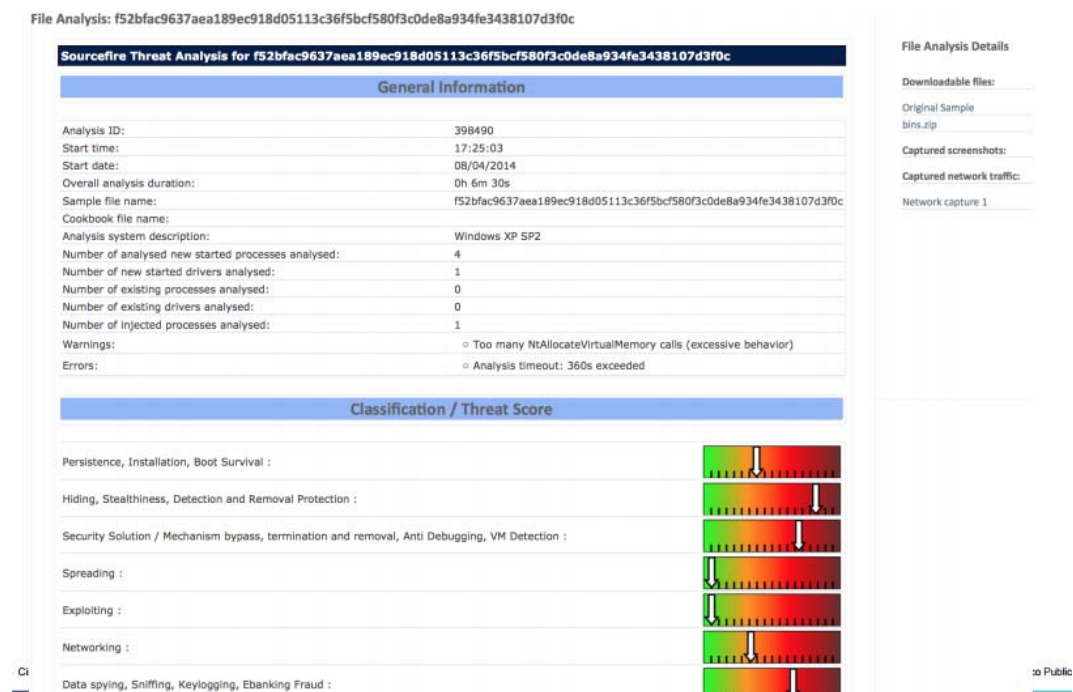 File Analysis: f52bfac9637aea189ec918d05113c36f5bcf580f3c0de8a934fe3438107d3f0c
Sourcefire Threat Analysis for f52bfac9637aea189ec918d05113c36f5bcf580f3c0de8a934fe3438107d3f0c
General Information
Analysis ID: 398490
Start time: 17:25:03
Start date: 08/04/2014
Overall analysis duration: 0h 6m 30s
Sample file name: f52bfac9637aea189ec918d05113c36f5bcf580f3c0de8a934fe3438107d3f0c
Cookbook file name:
Analysis system description: Windows XP SP2
Number of analysed new started processes analysed: 4
Number of new started drivers analysed: 1
Number of existing processes analysed: 0
Number of existing drivers analysed: 0
Number of injected processes analysed: 1
Warnings: ○ Too many NtAllocateVirtualMemory calls (excessive behavior)
Errors: ○ Analysis timeout: 360s exceeded
Classification / Threat Score
Persistence, Installation, Boot Survival :
Hiding, Stealthiness, Detection and Removal Protection :
Security Solution / Mechanism bypass, termination and removal, Anti Debugging, VM Detection :
Spreading :
Exploiting :
Networking :
Data spying, Sniffing, Keylogging, Ebanking Fraud :
File Analysis Details
Downloadable files:
Original Sample
bins.zip
Captured screenshots:
Captured network traffic:
Network capture 1
Ci
co Public